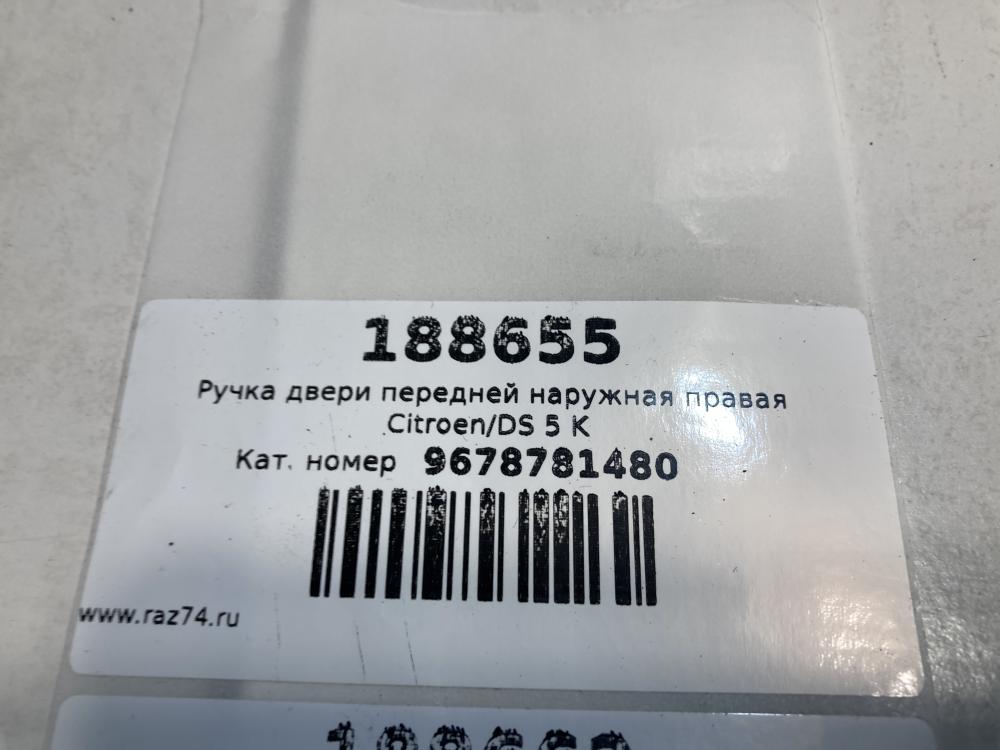 188655
Ручка двери передней наружная правая
Citroen/DS 5 K
Кат. номер 9678781480
www.raz74.ru